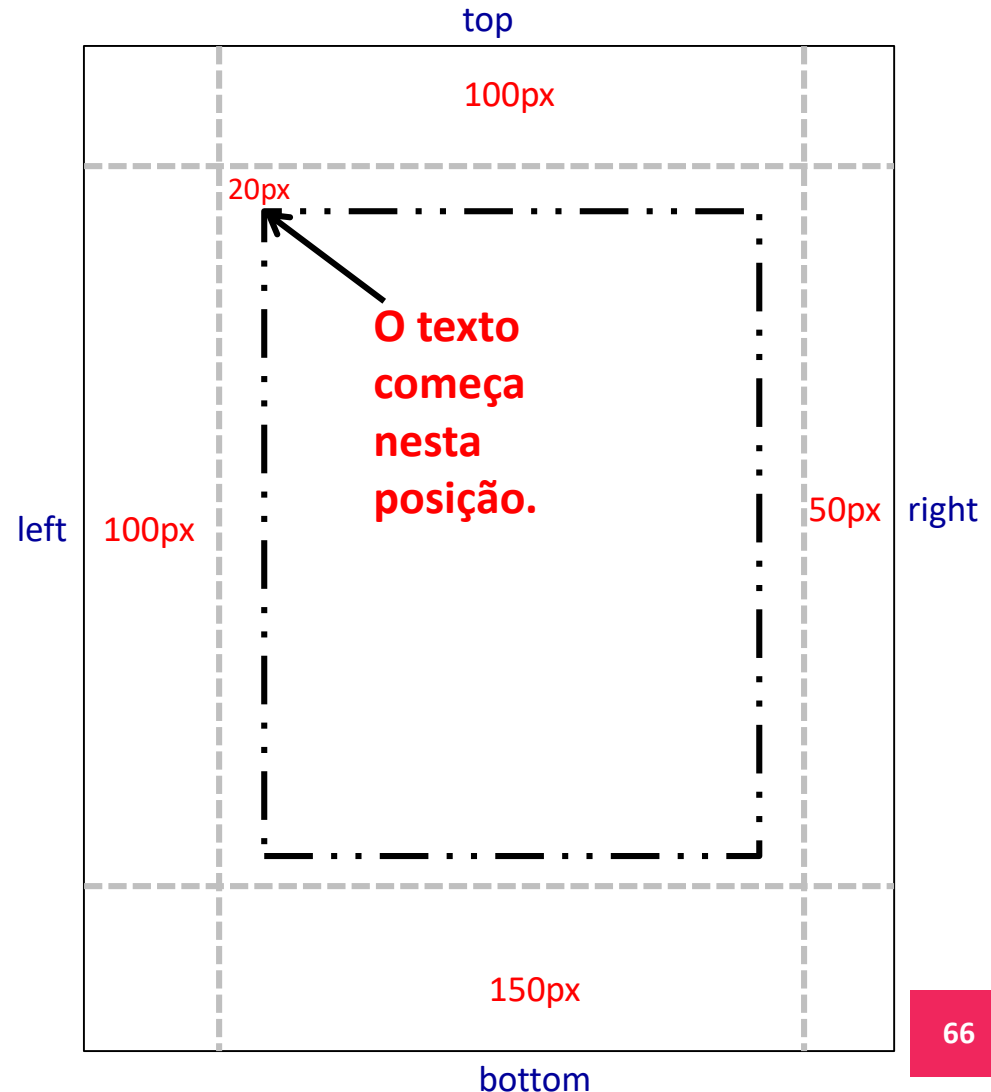 top
100px
20px
O texto
começa
nesta
posição.
left
100px
50px
right
150px
66
bottom